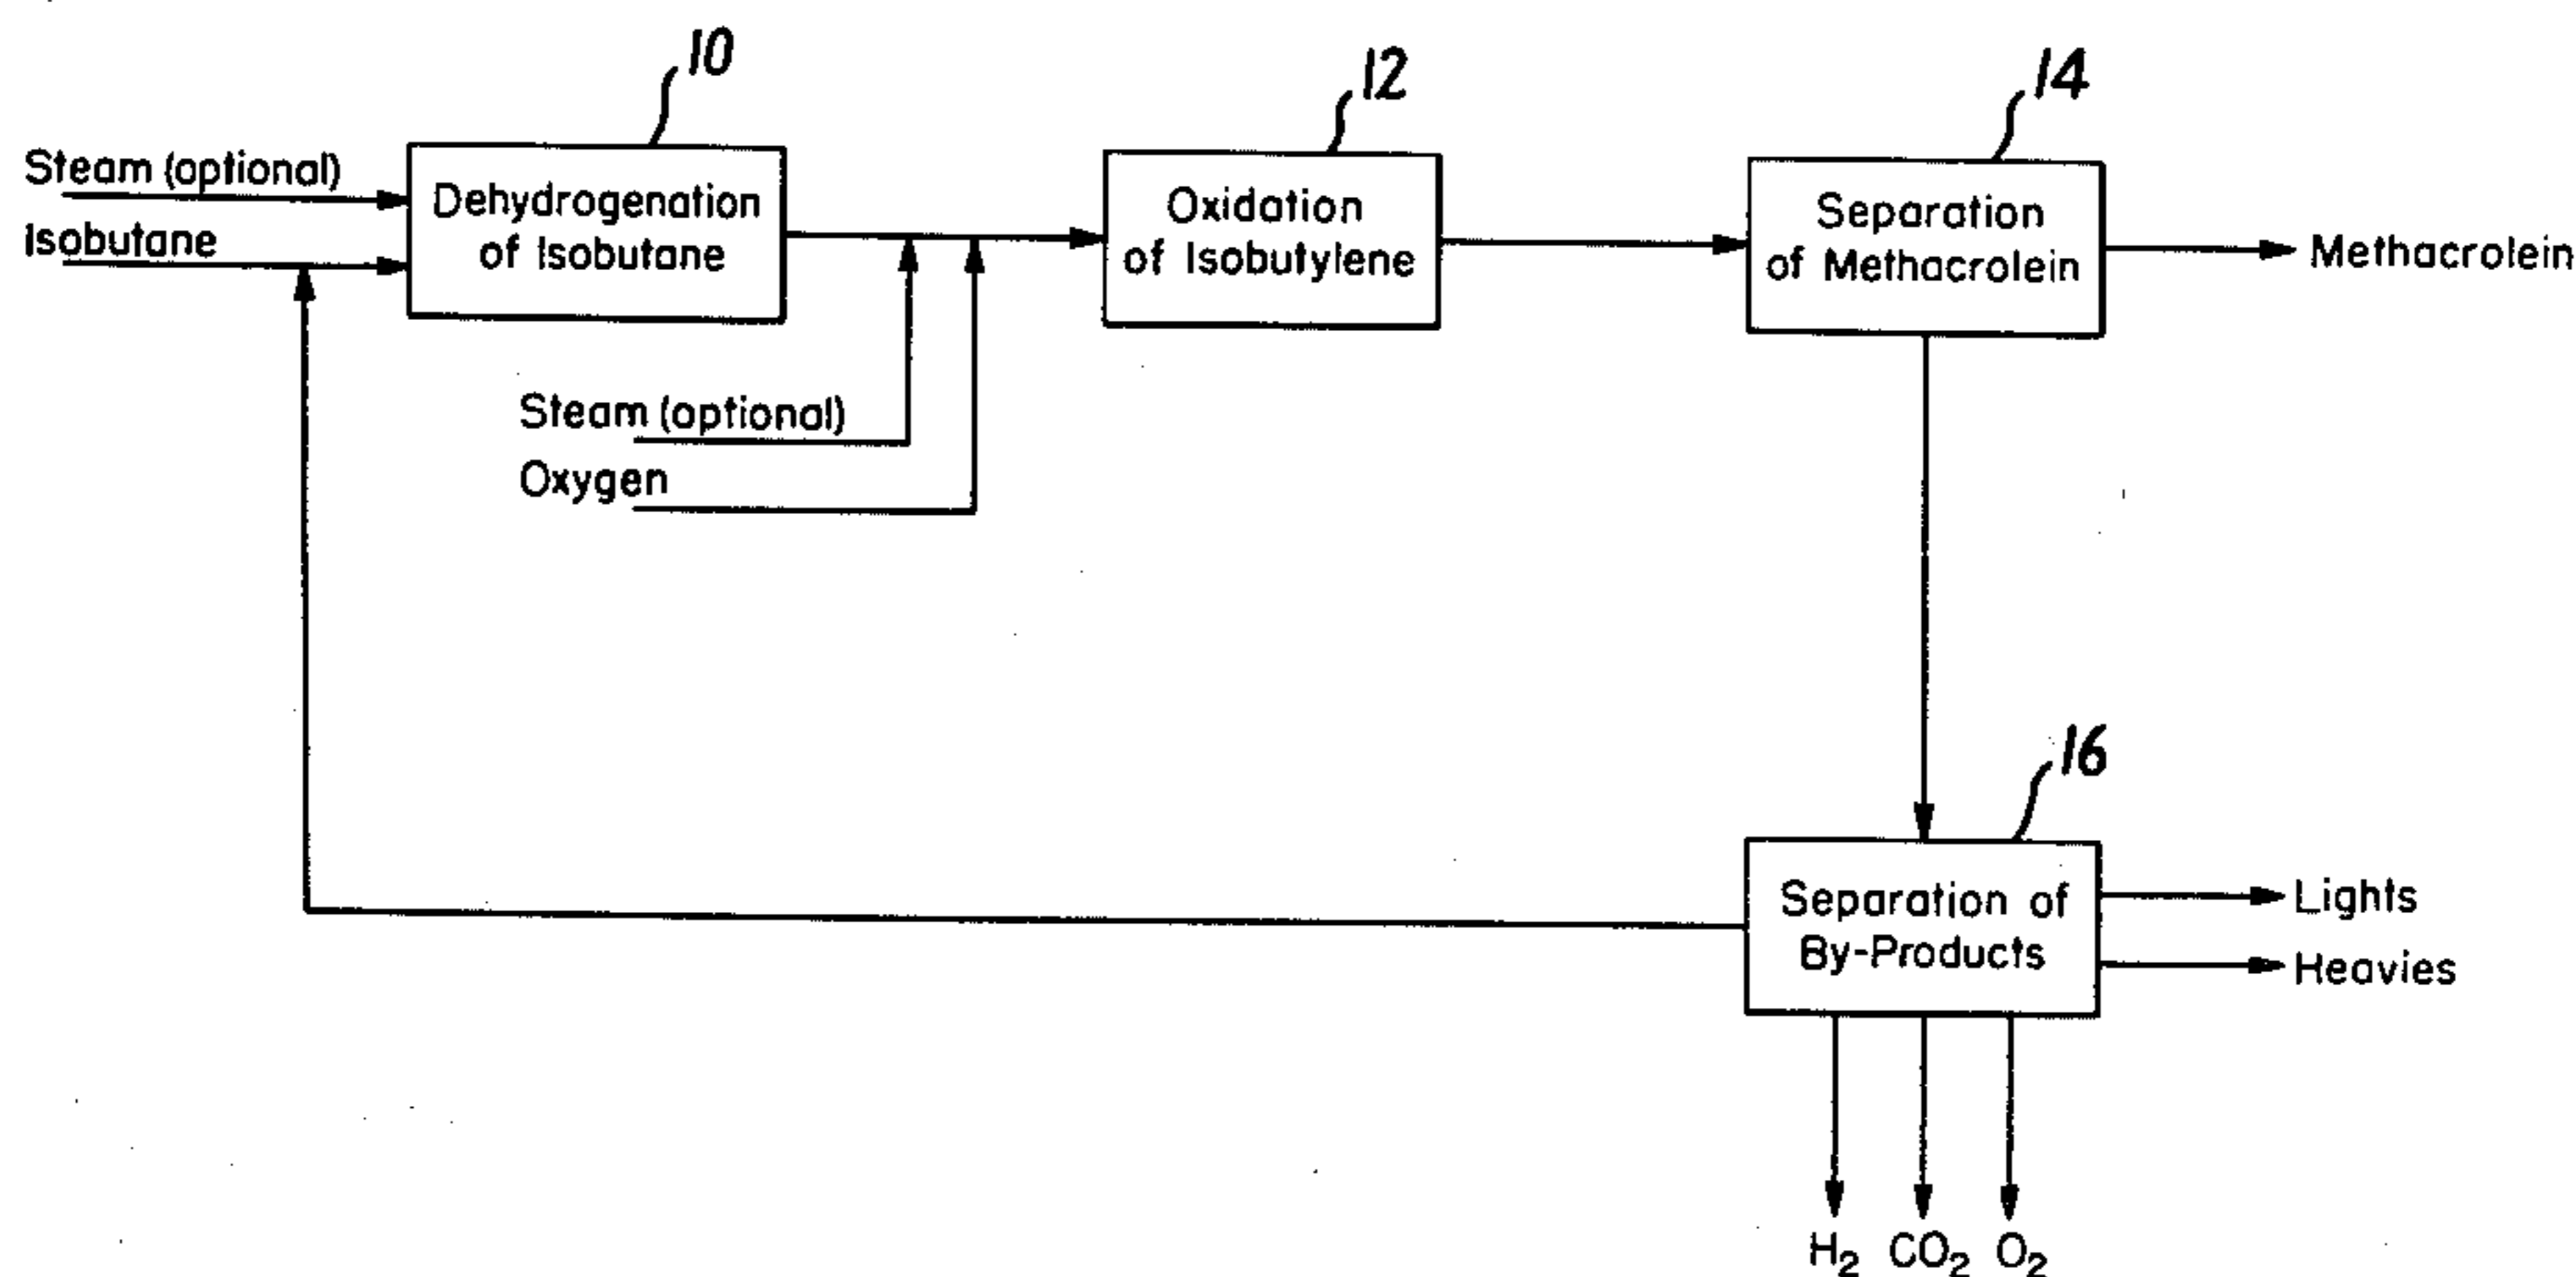 10
12
14
Steam (optional)
Isobutane
Dehydrogenation
of Isobutane
Oxidation
of Isobutylene
Separation
of Methacrolein
Methacrolein
Steam (optional)
Oxygen
16
Separation of
By-Products
Lights
Heavies
H₂ CO₂ O₂